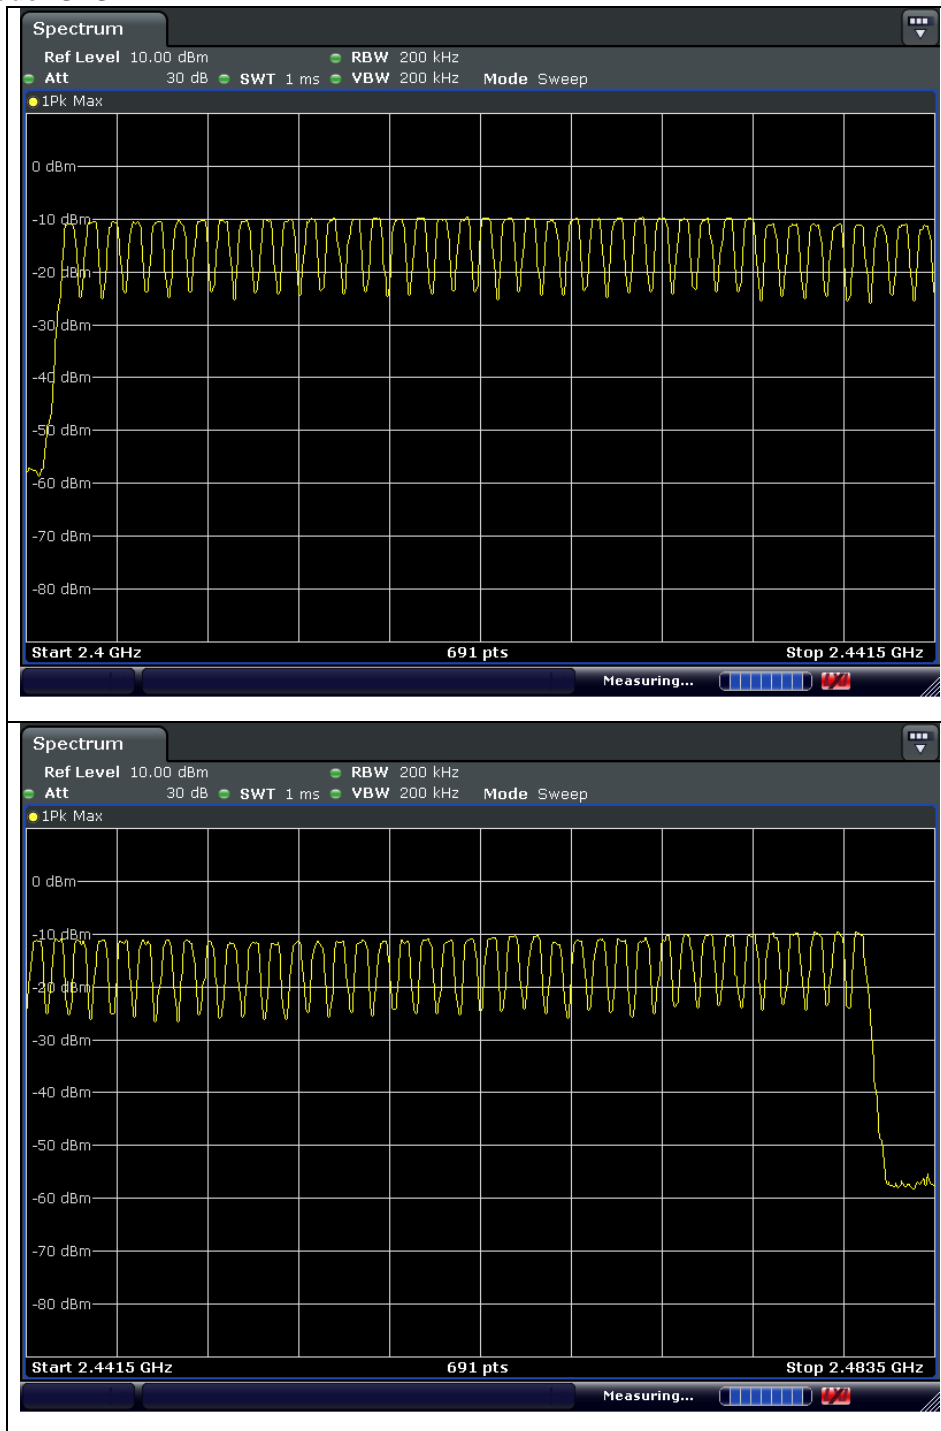 Spectrum
Ref Level 10.00 dBm RBW 200 kHz
Att 30 dB SWT 1 ms VBW 200 kHz Mode Sweep
1Pk Max
0 dBm
-10 dBm
-20 dBm
-30 dBm
-40 dBm
-50 dBm
-60 dBm
-70 dBm
-80 dBm
Start 2.4 GHz 691 pts Stop 2.4415 GHz
Measuring...
Spectrum
Ref Level 10.00 dBm RBW 200 kHz
Att 30 dB SWT 1 ms VBW 200 kHz Mode Sweep
1Pk Max
0 dBm
-10 dBm
-20 dBm
-30 dBm
-40 dBm
-50 dBm
-60 dBm
-70 dBm
-80 dBm
Start 2.4415 GHz 691 pts Stop 2.4835 GHz
Measuring...